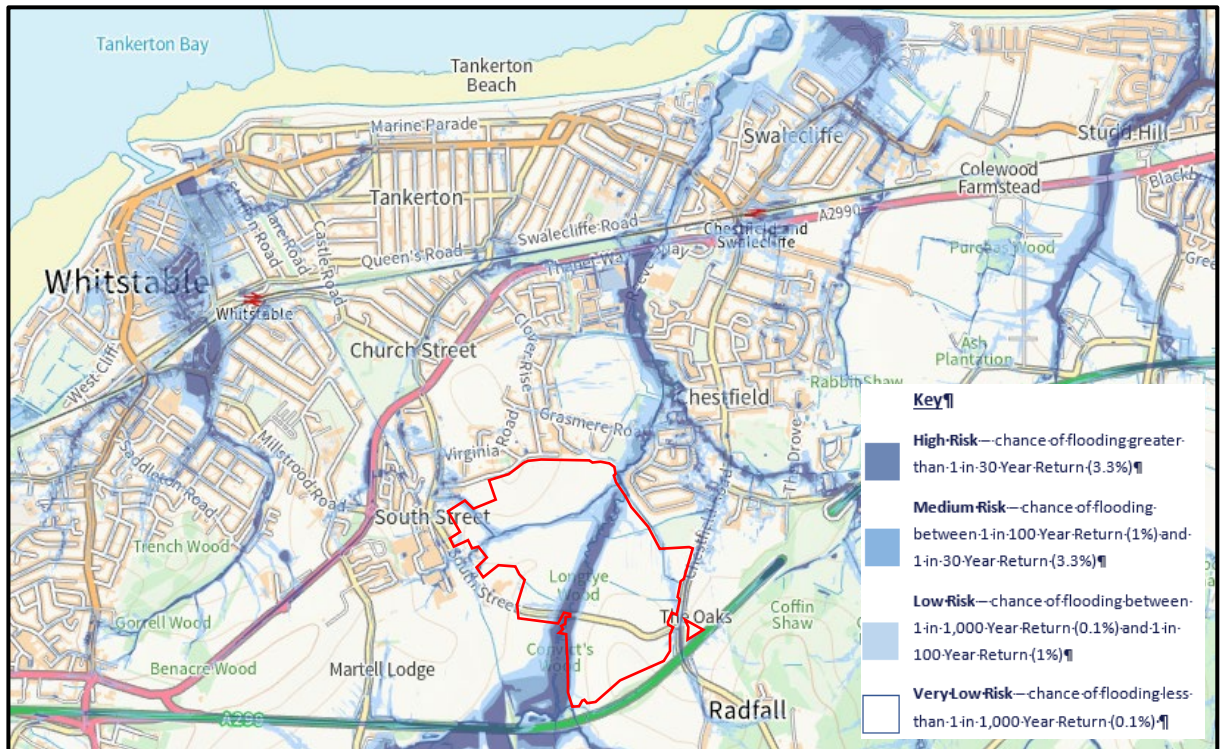 Tankerton Bay
Tankerton
Beach
Marine Parade
Swalecliffe
Studd Hill
Tankerton
Colewood
Farmstead
Castle Road
Queen's Road
Swalecliffe Road
A2990
Chestfield and
Swalecliffe
Purchas Wood
Whitstable
Whitstable
West Cliff
Church Street
Clover Rise
Ash
Plantation
Rabbit Shaw
Chestfield
Grasmere Road
Virginia Road
Millstrood Road
Saddleton Road
The Drove
Chestfield Road
South Street
Trench Wood
South Street
Longtye
Wood
Gorrell Wood
The Oaks
Coffin
Shaw
Benacre Wood
Martell Lodge
Convict's
Wood
A299
Radfall
Key¶
High·Risk—·chance·of·flooding·greater·
than·1·in·30·Year·Return·(3.3%)¶
Medium·Risk—·chance·of·flooding·
between·1·in·100·Year·Return·(1%)·and·
1·in·30·Year·Return·(3.3%)¶
Low·Risk—·chance·of·flooding·between·
1·in·1,000·Year·Return·(0.1%)·and·1·in·
100·Year·Return·(1%)¶
Very·Low·Risk—·chance·of·flooding·less·
than·1·in·1,000·Year·Return·(0.1%)·¶